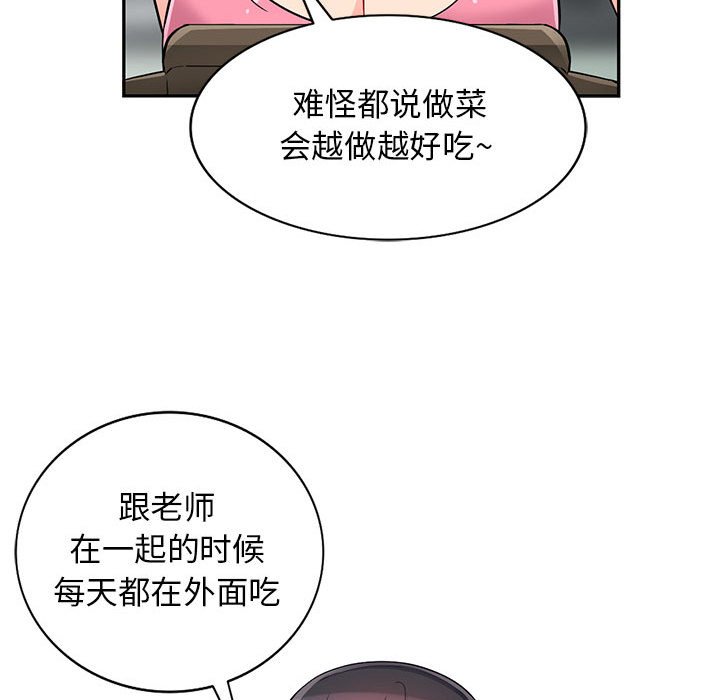 难怪都说做菜
会越做越好吃~
跟老师
在一起的时候
每天都在外面吃